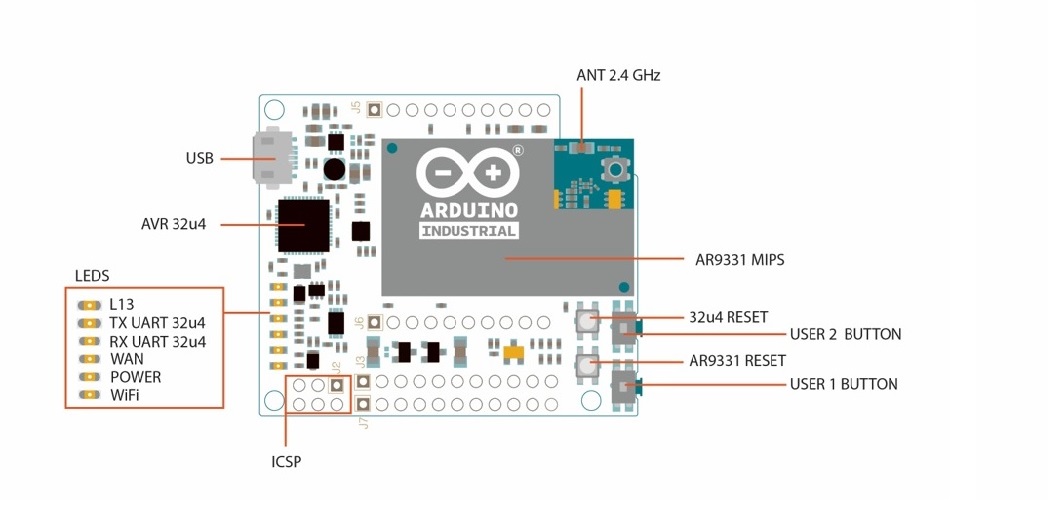 ANT 2.4 GHz
J5
USB
®
ARDUINO
INDUSTRIAL
AVR 32u4
AR9331 MIPS
LEDS
L13
TX UART 32u4
RX UART 32u4
WAN
POWER
WiFi
J6
32u4 RESET
USER 2 BUTTON
AR9331 RESET
J3
J2
USER 1 BUTTON
J7
ICSP